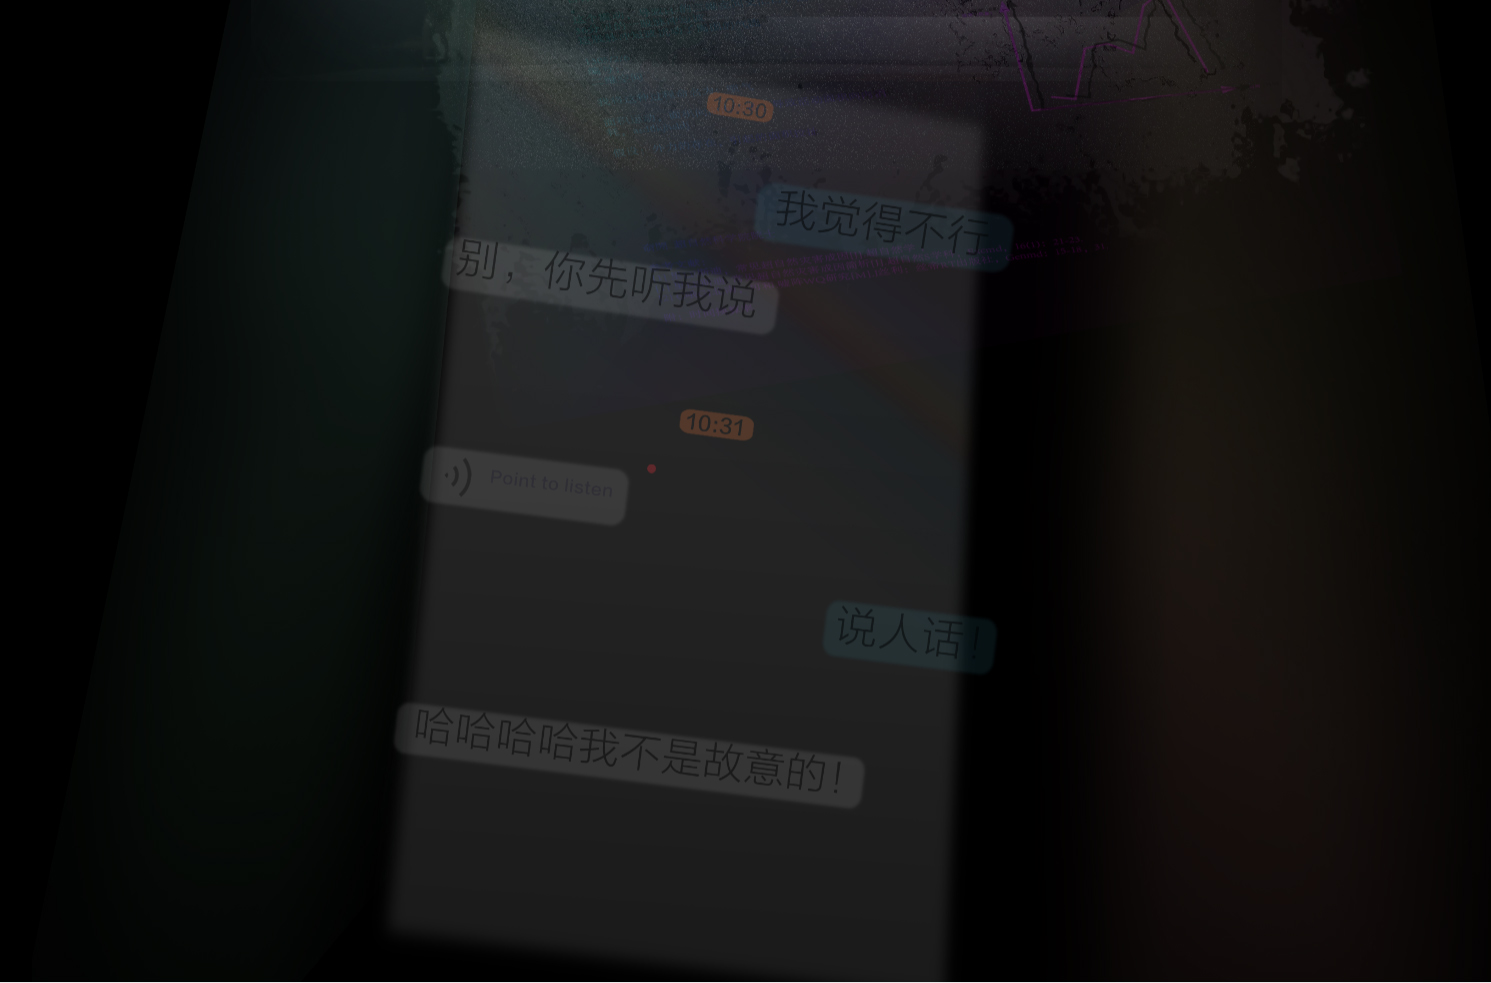 10:30
我觉得不行
别，你先听我说
10:31
Point to listen
说人话！
哈哈哈哈我不是故意的！